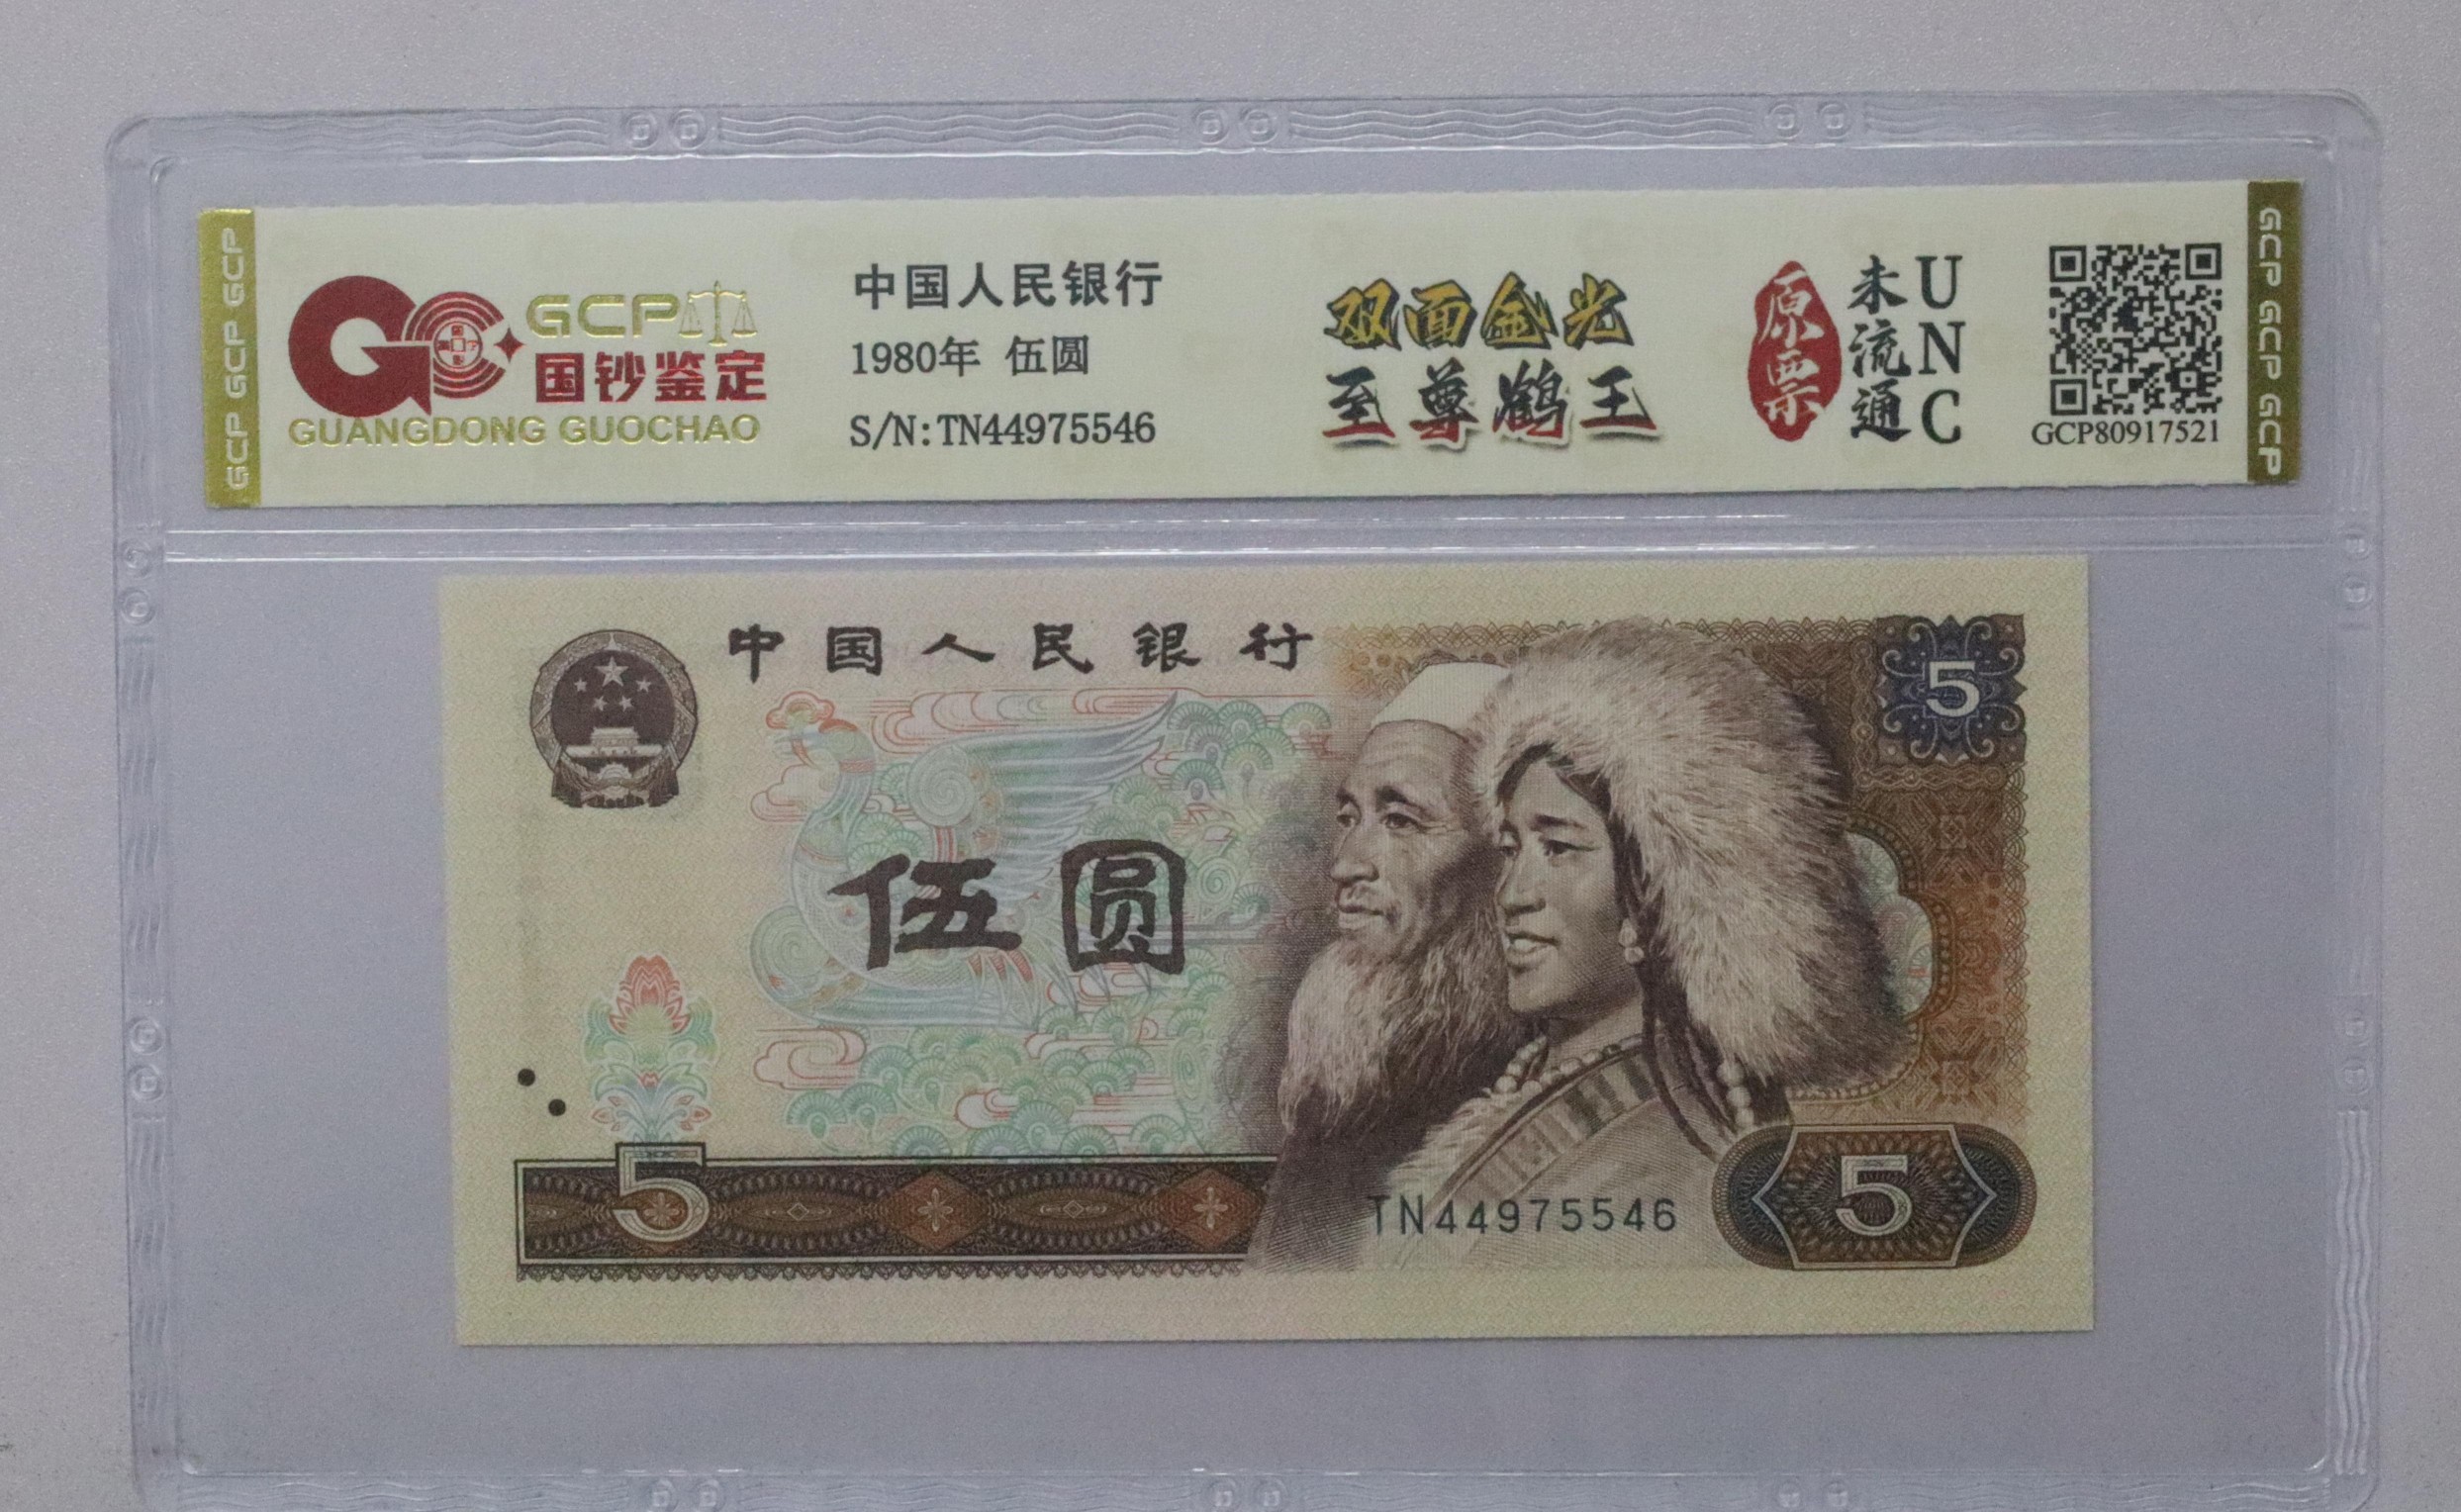 GCP GCP GCP
GCP
国钞鉴定
GUANGDONG GUOCHAO
中国人民银行
1980年 伍圆
S/N:TN44975546
双面金光
至尊鹤王
原票
未流通
UNC
GCP80917521
GCP GCP GCP
中国人民银行
5
伍圆
5
TN44975546
5